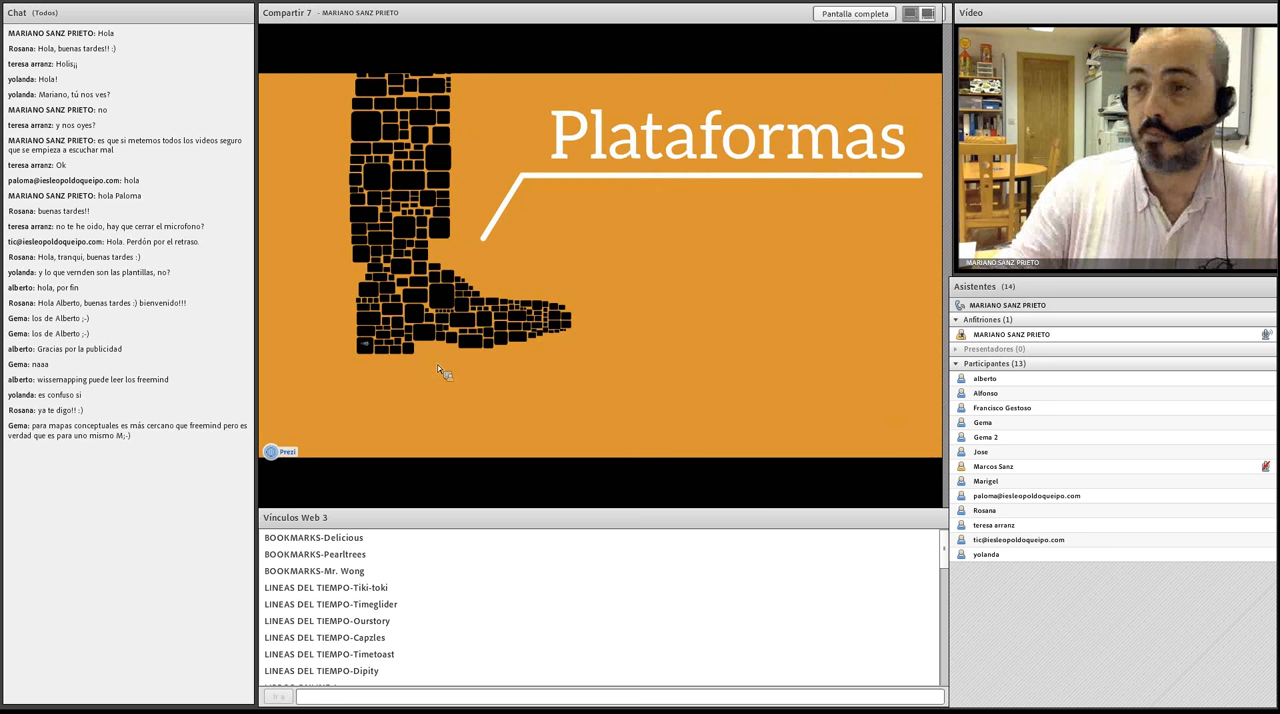 Chat (Todos)
MARIANO SANZ PRIETO: Hola
Rosana: Hola, buenas tardes!! :)
teresa arranz: Holis¡¡
yolanda: Hola!
yolanda: Mariano, tú nos ves?
MARIANO SANZ PRIETO: no
teresa arranz: y nos oyes?
MARIANO SANZ PRIETO: es que si metemos todos los videos seguro
que se empieza a escuchar mal
teresa arranz: Ok
paloma@iesleopoldoqueipo.com: hola
MARIANO SANZ PRIETO: hola Paloma
Rosana: buenas tardes!!
teresa arranz: no te he oido, hay que cerrar el microfono?
tic@iesleopoldoqueipo.com: Hola. Perdón por el retraso.
Rosana: Hola, tranqui, buenas tardes :)
yolanda: y lo que vernden son las plantillas, no?
alberto: hola, por fin
Rosana: Hola Alberto, buenas tardes :) bienvenido!!!
Gema: los de Alberto ;-)
Gema: los de Alberto ;-)
alberto: Gracias por la publicidad
Gema: naaa
alberto: wissemapping puede leer los freemind
yolanda: es confuso si
Rosana: ya te digo!! :)
Gema: para mapas conceptuales es más cercano que freemind pero es
verdad que es para uno mismo M;-)
Compartir 7 - MARIANO SANZ PRIETO
Pantalla completa
Plataformas
Prezi
Vínculos Web 3
BOOKMARKS-Delicious
BOOKMARKS-Pearltrees
BOOKMARKS-Mr. Wong
LINEAS DEL TIEMPO-Tiki-toki
LINEAS DEL TIEMPO-Timeglider
LINEAS DEL TIEMPO-Ourstory
LINEAS DEL TIEMPO-Capzles
LINEAS DEL TIEMPO-Timetoast
LINEAS DEL TIEMPO-Dipity
Ir a
Vídeo
MARIANO SANZ PRIETO
Asistentes (14)
MARIANO SANZ PRIETO
Anfitriones (1)
MARIANO SANZ PRIETO
Presentadores (0)
Participantes (13)
alberto
Alfonso
Francisco Gestoso
Gema
Gema 2
Jose
Marcos Sanz
Marigel
paloma@iesleopoldoqueipo.com
Rosana
teresa arranz
tic@iesleopoldoqueipo.com
yolanda